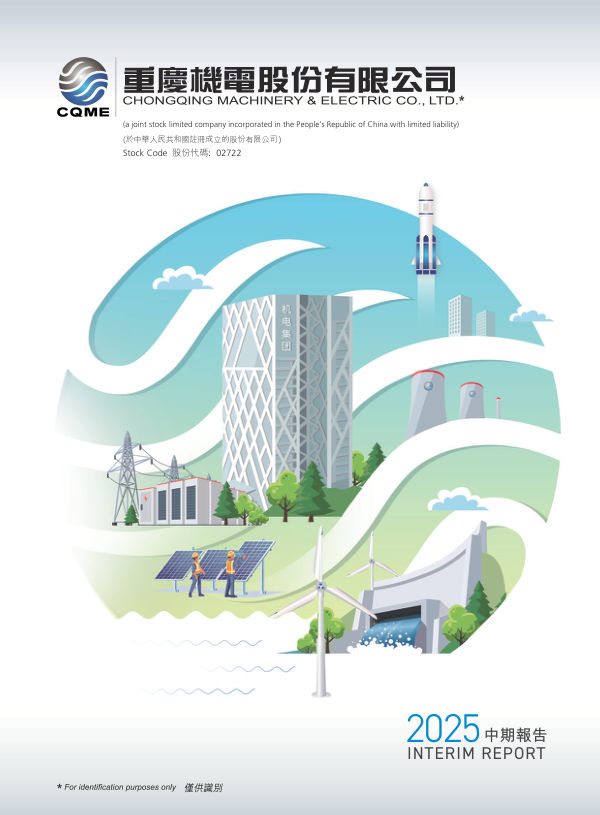 重慶機電股份有限公司
CHONGQING MACHINERY & ELECTRIC CO., LTD.*
CQME
(a joint stock limited company incorporated in the People's Republic of China with limited liability)
(於中華人民共和國註冊成立的股份有限公司)
Stock Code 股份代碼: 02722
机电集团
2025 中期報告
INTERIM REPORT
* For identification purposes only 僅供識別